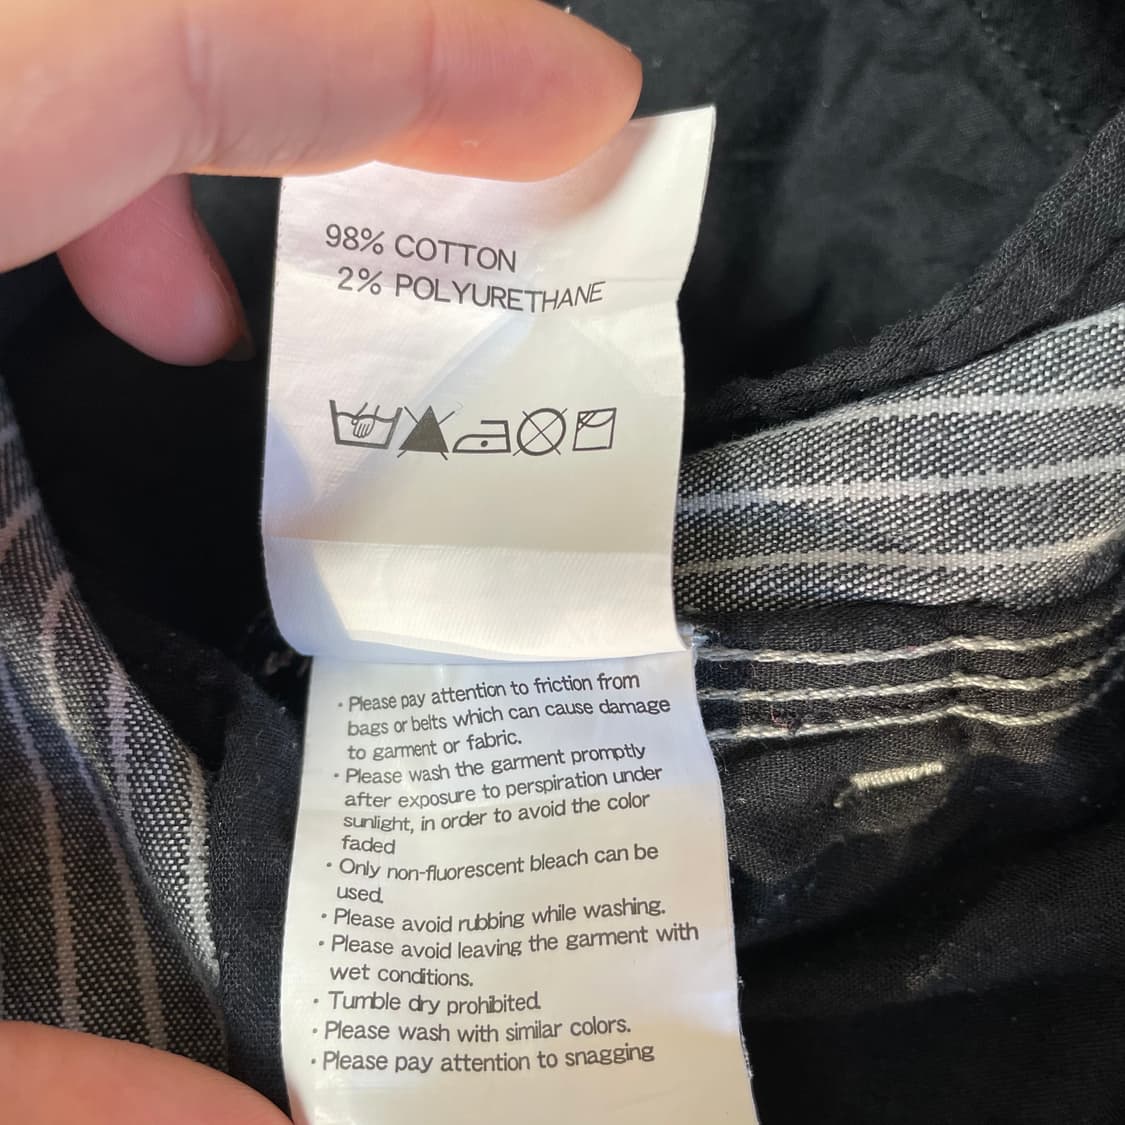 98% COTTON
2% POLYURETHANE
· Please pay attention to friction from
bags or belts which can cause damage
to garment or fabric.
· Please wash the garment promptly
after exposure to perspiration under
sunlight, in order to avoid the color
faded
· Only non-fluorescent bleach can be
used.
· Please avoid rubbing while washing.
· Please avoid leaving the garment with
wet conditions.
· Tumble dry prohibited.
· Please wash with similar colors.
· Please pay attention to snagging